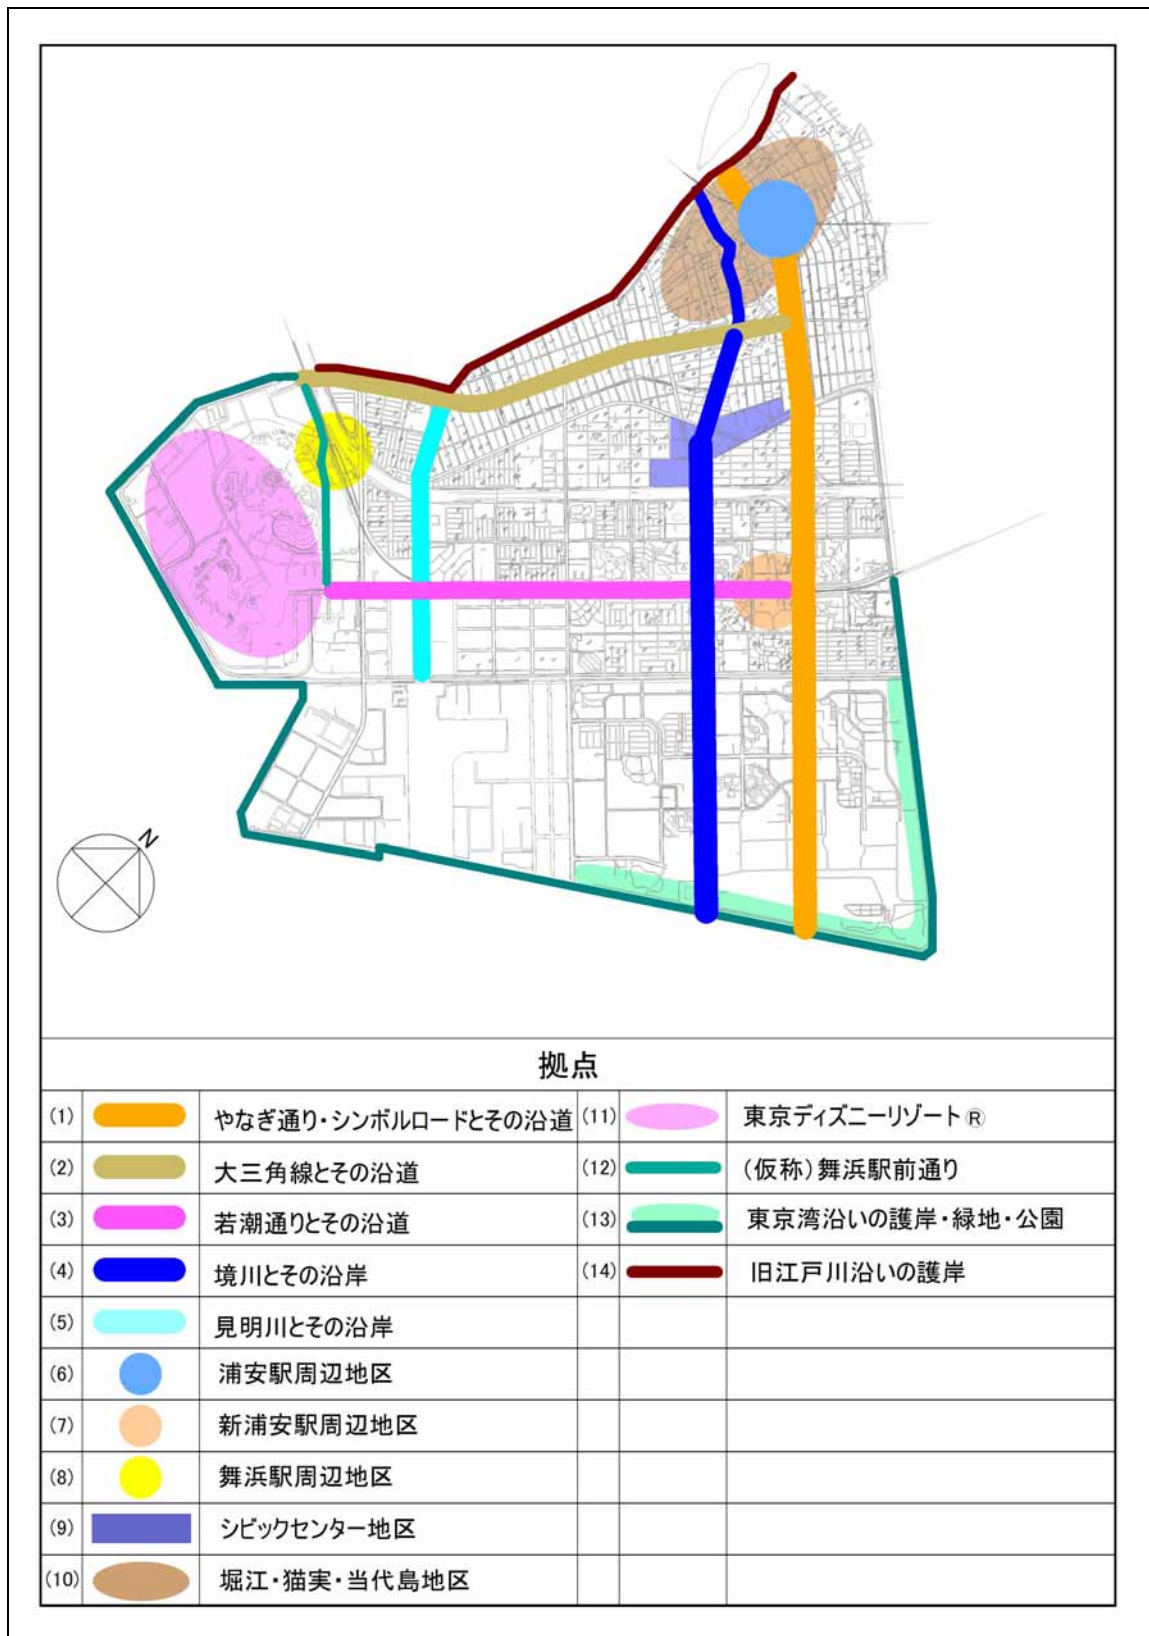 N
拠点
(1) やなぎ通り・シンボルロードとその沿道 (11) 東京ディズニーリゾート®
(2) 大三角線とその沿道 (12) (仮称)舞浜駅前通り
(3) 若潮通りとその沿道 (13) 東京湾沿いの護岸・緑地・公園
(4) 境川とその沿岸 (14) 旧江戸川沿いの護岸
(5) 見明川とその沿岸
(6) 浦安駅周辺地区
(7) 新浦安駅周辺地区
(8) 舞浜駅周辺地区
(9) シビックセンター地区
(10) 堀江・猫実・当代島地区